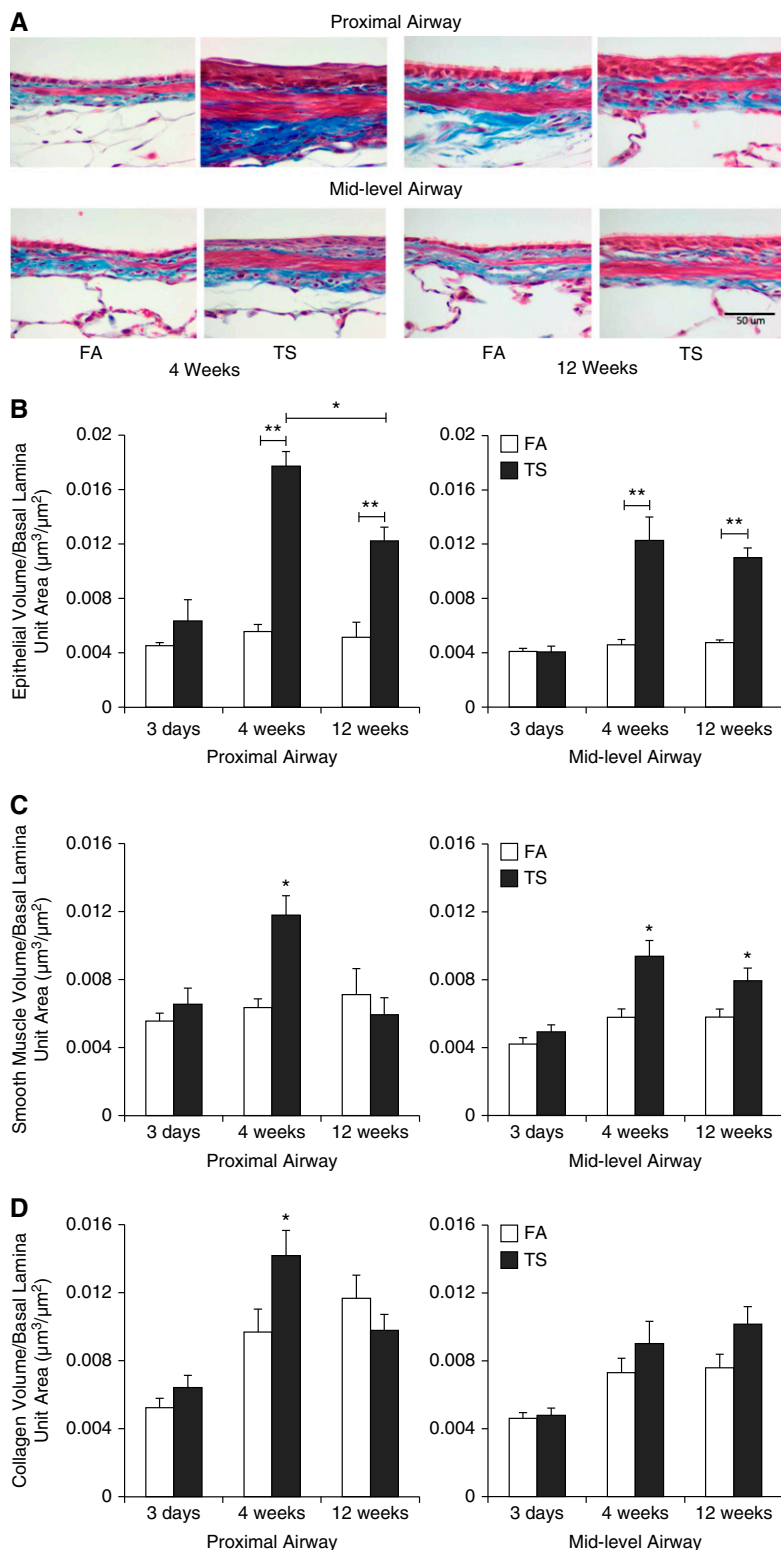 A
Proximal Airway
Mid-level Airway
50 um
FA TS FA TS
4 Weeks 12 Weeks
B
Epithelial Volume/Basal Lamina
Unit Area (µm³/µm²)
0.02
0.016
0.012
0.008
0.004
0
** * **
3 days 4 weeks 12 weeks
Proximal Airway
0.02
0.016
0.012
0.008
0.004
0
FA
TS
** **
3 days 4 weeks 12 weeks
Mid-level Airway
C
Smooth Muscle Volume/Basal Lamina
Unit Area (µm³/µm²)
0.016
0.012
0.008
0.004
0
*
3 days 4 weeks 12 weeks
Proximal Airway
0.016
0.012
0.008
0.004
0
FA
TS
* *
3 days 4 weeks 12 weeks
Mid-level Airway
D
Collagen Volume/Basal Lamina
Unit Area (µm³/µm²)
0.016
0.012
0.008
0.004
0
*
3 days 4 weeks 12 weeks
Proximal Airway
0.016
0.012
0.008
0.004
0
FA
TS
3 days 4 weeks 12 weeks
Mid-level Airway